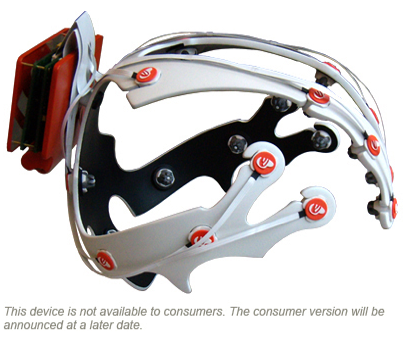 This device is not available to consumers. The consumer version will be
announced at a later date.